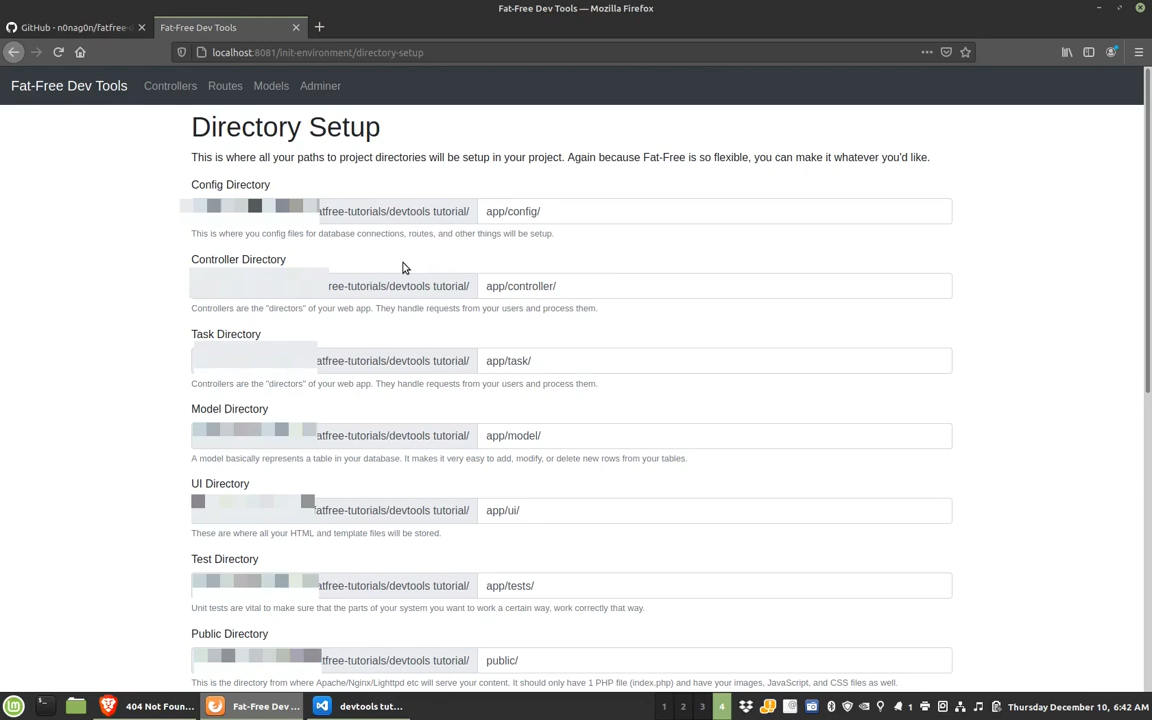 Fat-Free Dev Tools — Mozilla Firefox
GitHub - n0nag0n/fatfree-
Fat-Free Dev Tools
localhost:8081/init-environment/directory-setup
Fat-Free Dev Tools
Controllers
Routes
Models
Adminer
Directory Setup
This is where all your paths to project directories will be setup in your project. Again because Fat-Free is so flexible, you can make it whatever you'd like.
Config Directory
atfree-tutorials/devtools tutorial/ app/config/
This is where you config files for database connections, routes, and other things will be setup.
Controller Directory
ree-tutorials/devtools tutorial/ app/controller/
Controllers are the "directors" of your web app. They handle requests from your users and process them.
Task Directory
atfree-tutorials/devtools tutorial/ app/task/
Controllers are the "directors" of your web app. They handle requests from your users and process them.
Model Directory
atfree-tutorials/devtools tutorial/ app/model/
A model basically represents a table in your database. It makes it very easy to add, modify, or delete new rows from your tables.
UI Directory
fatfree-tutorials/devtools tutorial/ app/ui/
These are where all your HTML and template files will be stored.
Test Directory
atfree-tutorials/devtools tutorial/ app/tests/
Unit tests are vital to make sure that the parts of your system you want to work a certain way, work correctly that way.
Public Directory
tfree-tutorials/devtools tutorial/ public/
This is the directory from where Apache/Nginx/Lighttpd etc will serve your content. It should only have 1 PHP file (index.php) and have your images, JavaScript, and CSS files as well.
404 Not Foun...
Fat-Free Dev ...
devtools tut...
1 2 3 4
1
Thursday December 10, 6:42 AM